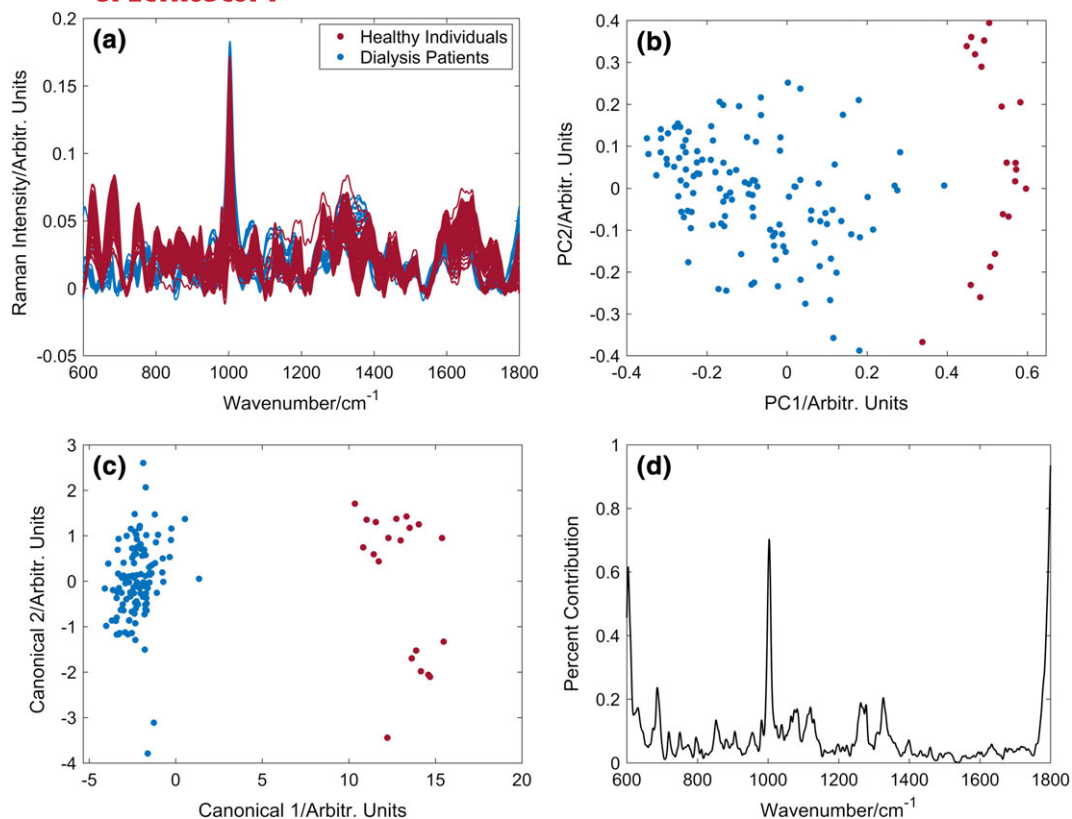 (a)
Healthy Individuals
Dialysis Patients
Raman Intensity/Arbitr. Units
0.2
0.15
0.1
0.05
0
-0.05
600 800 1000 1200 1400 1600 1800
Wavenumber/cm⁻¹
(b)
PC2/Arbitr. Units
0.4
0.3
0.2
0.1
0
-0.1
-0.2
-0.3
-0.4
-0.4 -0.2 0 0.2 0.4 0.6
PC1/Arbitr. Units
(c)
Canonical 2/Arbitr. Units
3
2
1
0
-1
-2
-3
-4
-5 0 5 10 15 20
Canonical 1/Arbitr. Units
(d)
Percent Contribution
1
0.8
0.6
0.4
0.2
0
600 800 1000 1200 1400 1600 1800
Wavenumber/cm⁻¹